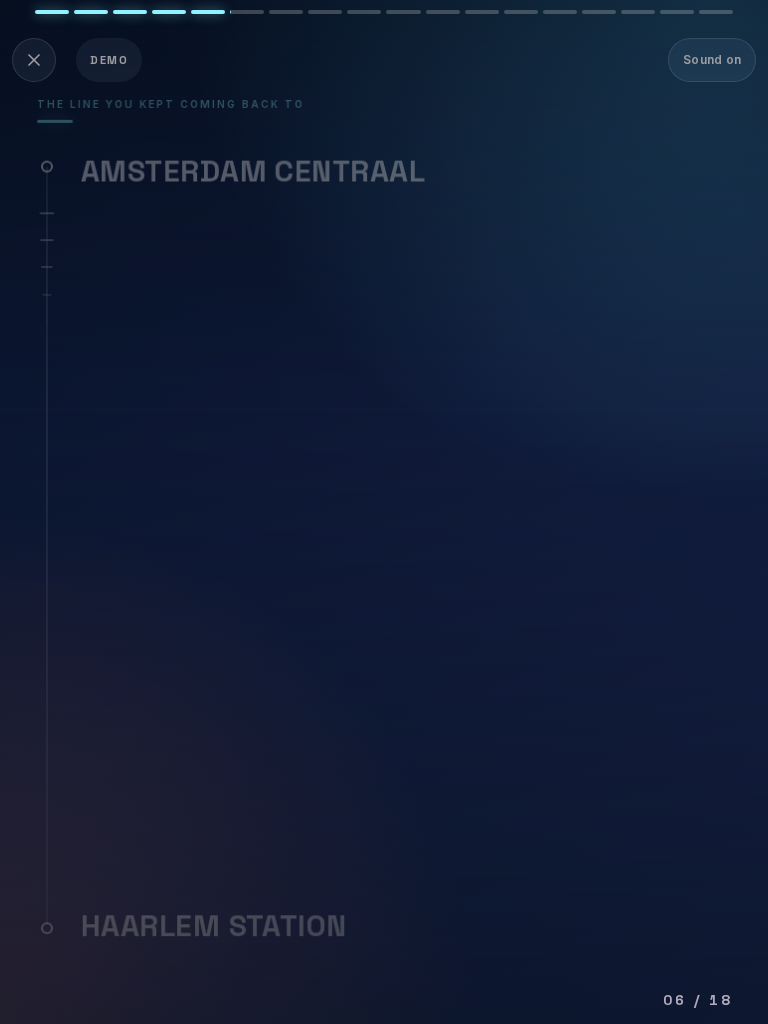 DEMO
Sound on
THE LINE YOU KEPT COMING BACK TO
AMSTERDAM CENTRAAL
HAARLEM STATION
06 / 18